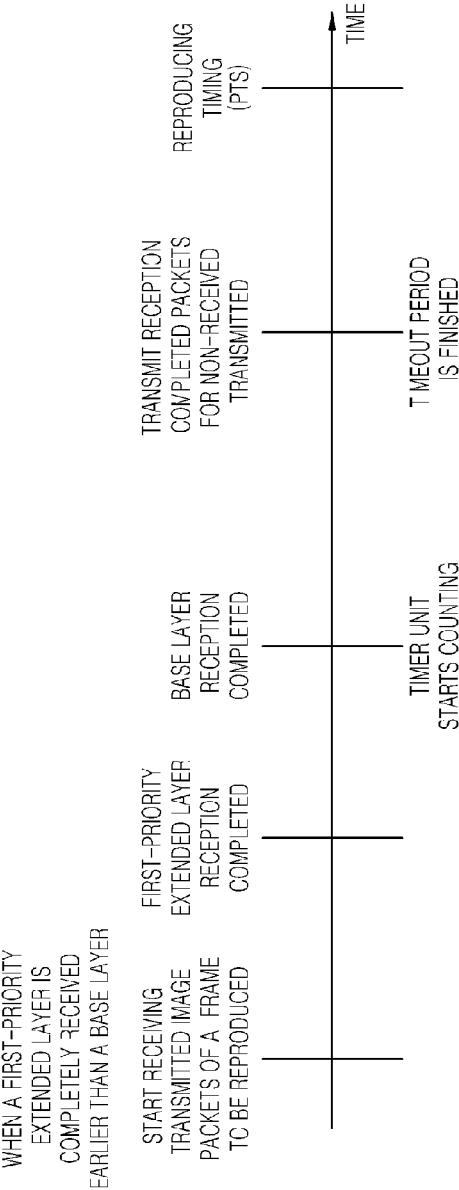 WHEN A FIRST-PRIORITY
EXTENDED LAYER IS
COMPLETELY RECEIVED
EARLIER THAN A BASE LAYER
START RECEIVING
TRANSMITTED IMAGE
PACKETS OF A FRAME
TO BE REPRODUCED
FIRST-PRIORITY
EXTENDED LAYER
RECEPTION
COMPLETED
BASE LAYER
RECEPTION
COMPLETED
TRANSMIT RECEPTION
COMPLETED PACKETS
FOR NON-RECEIVED
TRANSMITTED
REPRODUCING
TIMING
(PTS)
TIME
TIMER UNIT
STARTS COUNTING
T MEOUT PERIOD
IS FINISHED